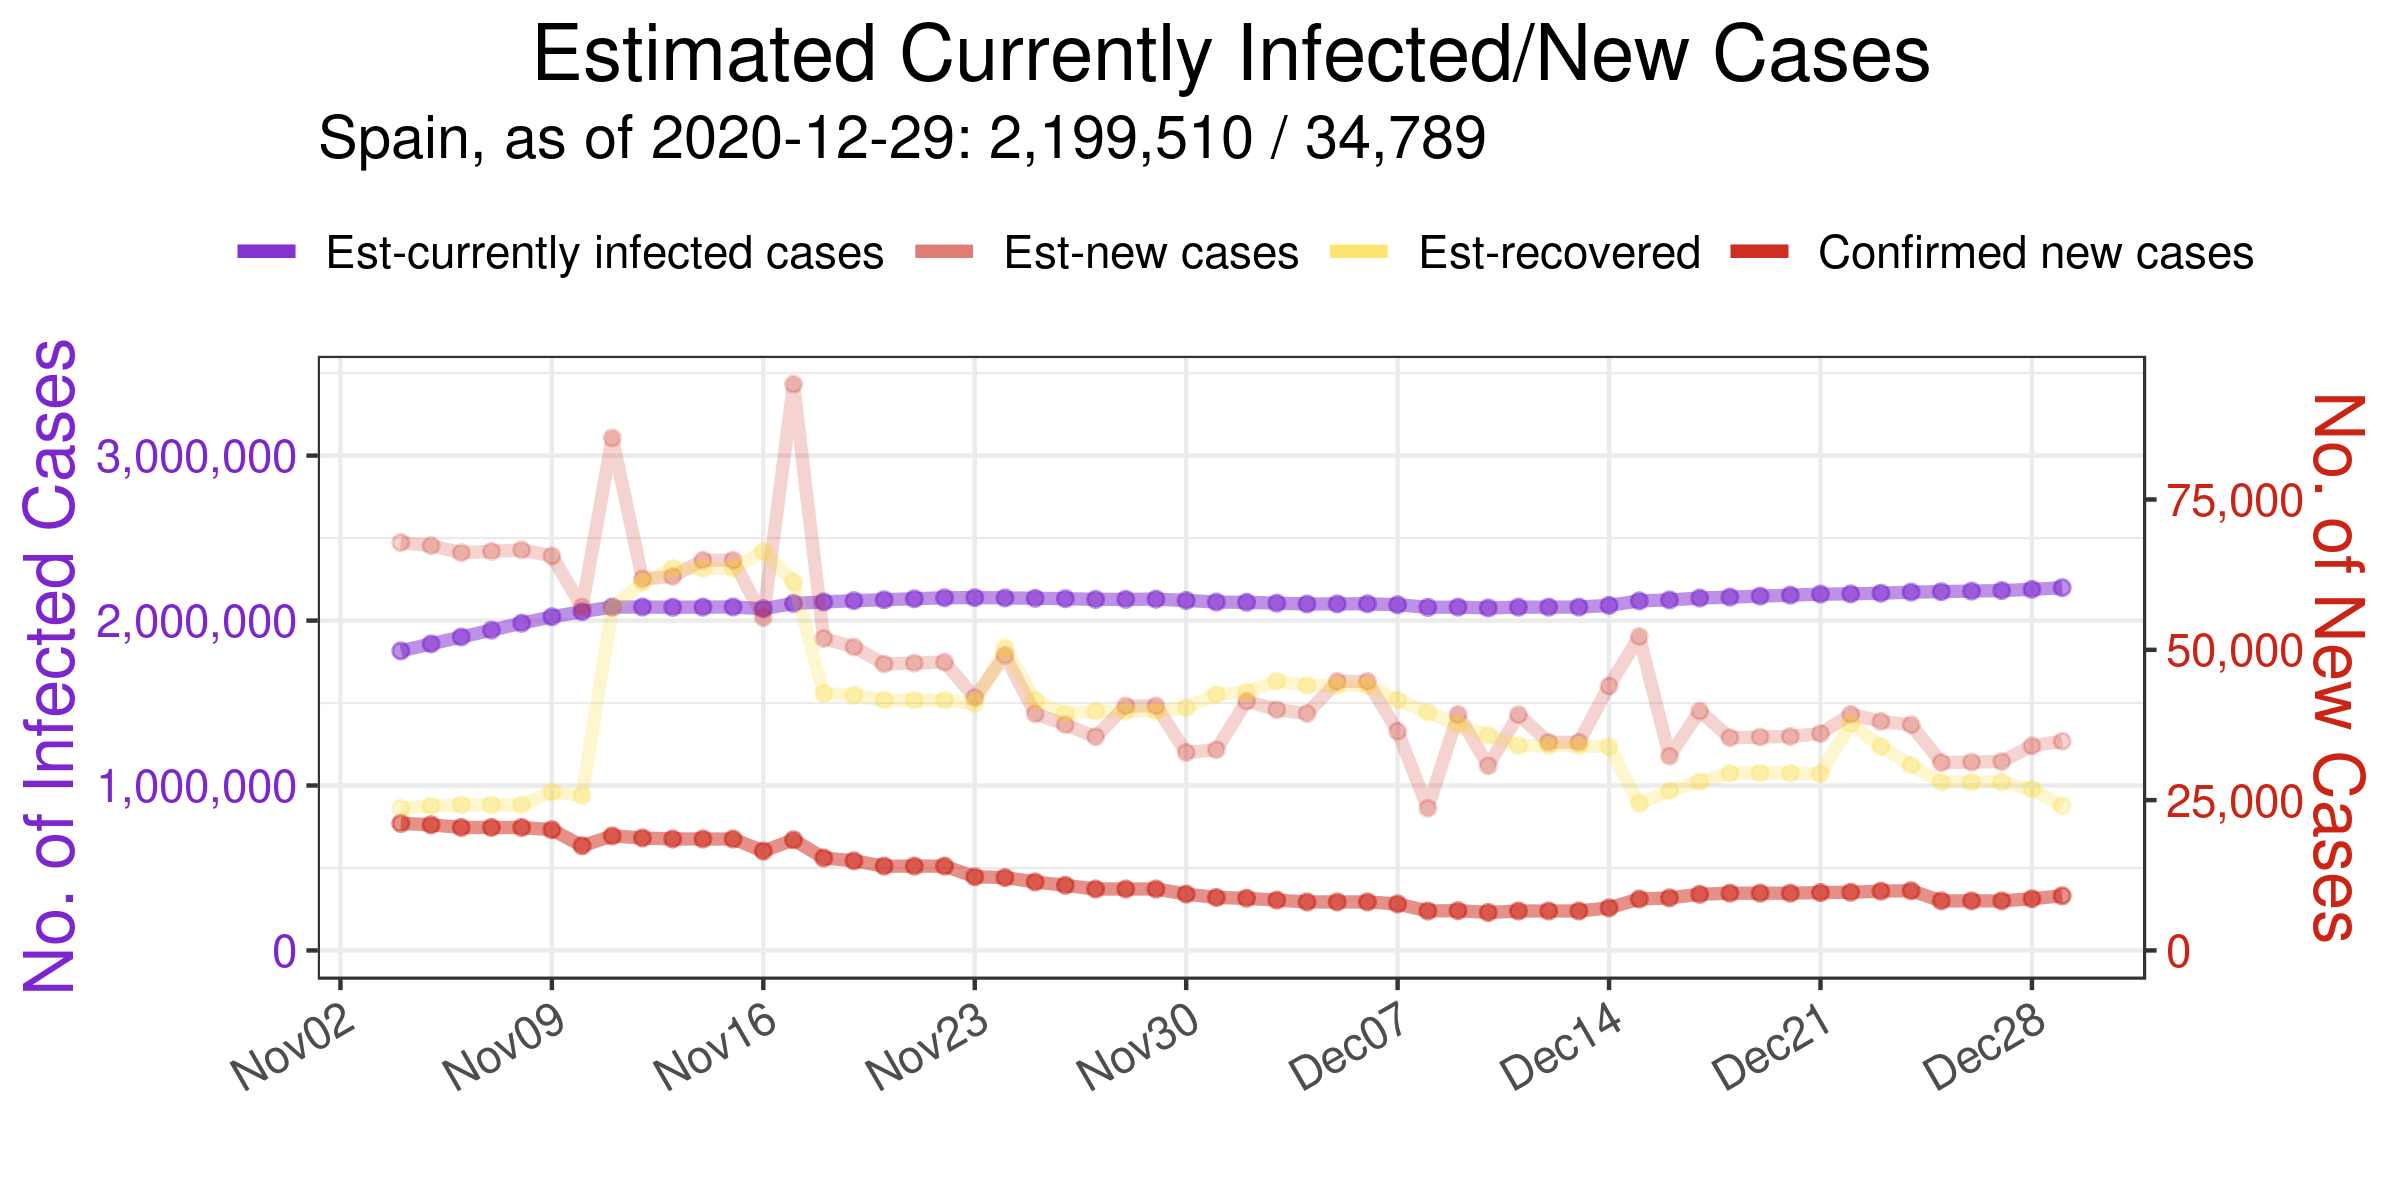 Estimated Currently Infected/New Cases
Spain, as of 2020-12-29: 2,199,510 / 34,789
Est-currently infected cases Est-new cases Est-recovered Confirmed new cases
No. of Infected Cases
3,000,000
2,000,000
1,000,000
0
No. of New Cases
75,000
50,000
25,000
0
Nov02 Nov09 Nov16 Nov23 Nov30 Dec07 Dec14 Dec21 Dec28